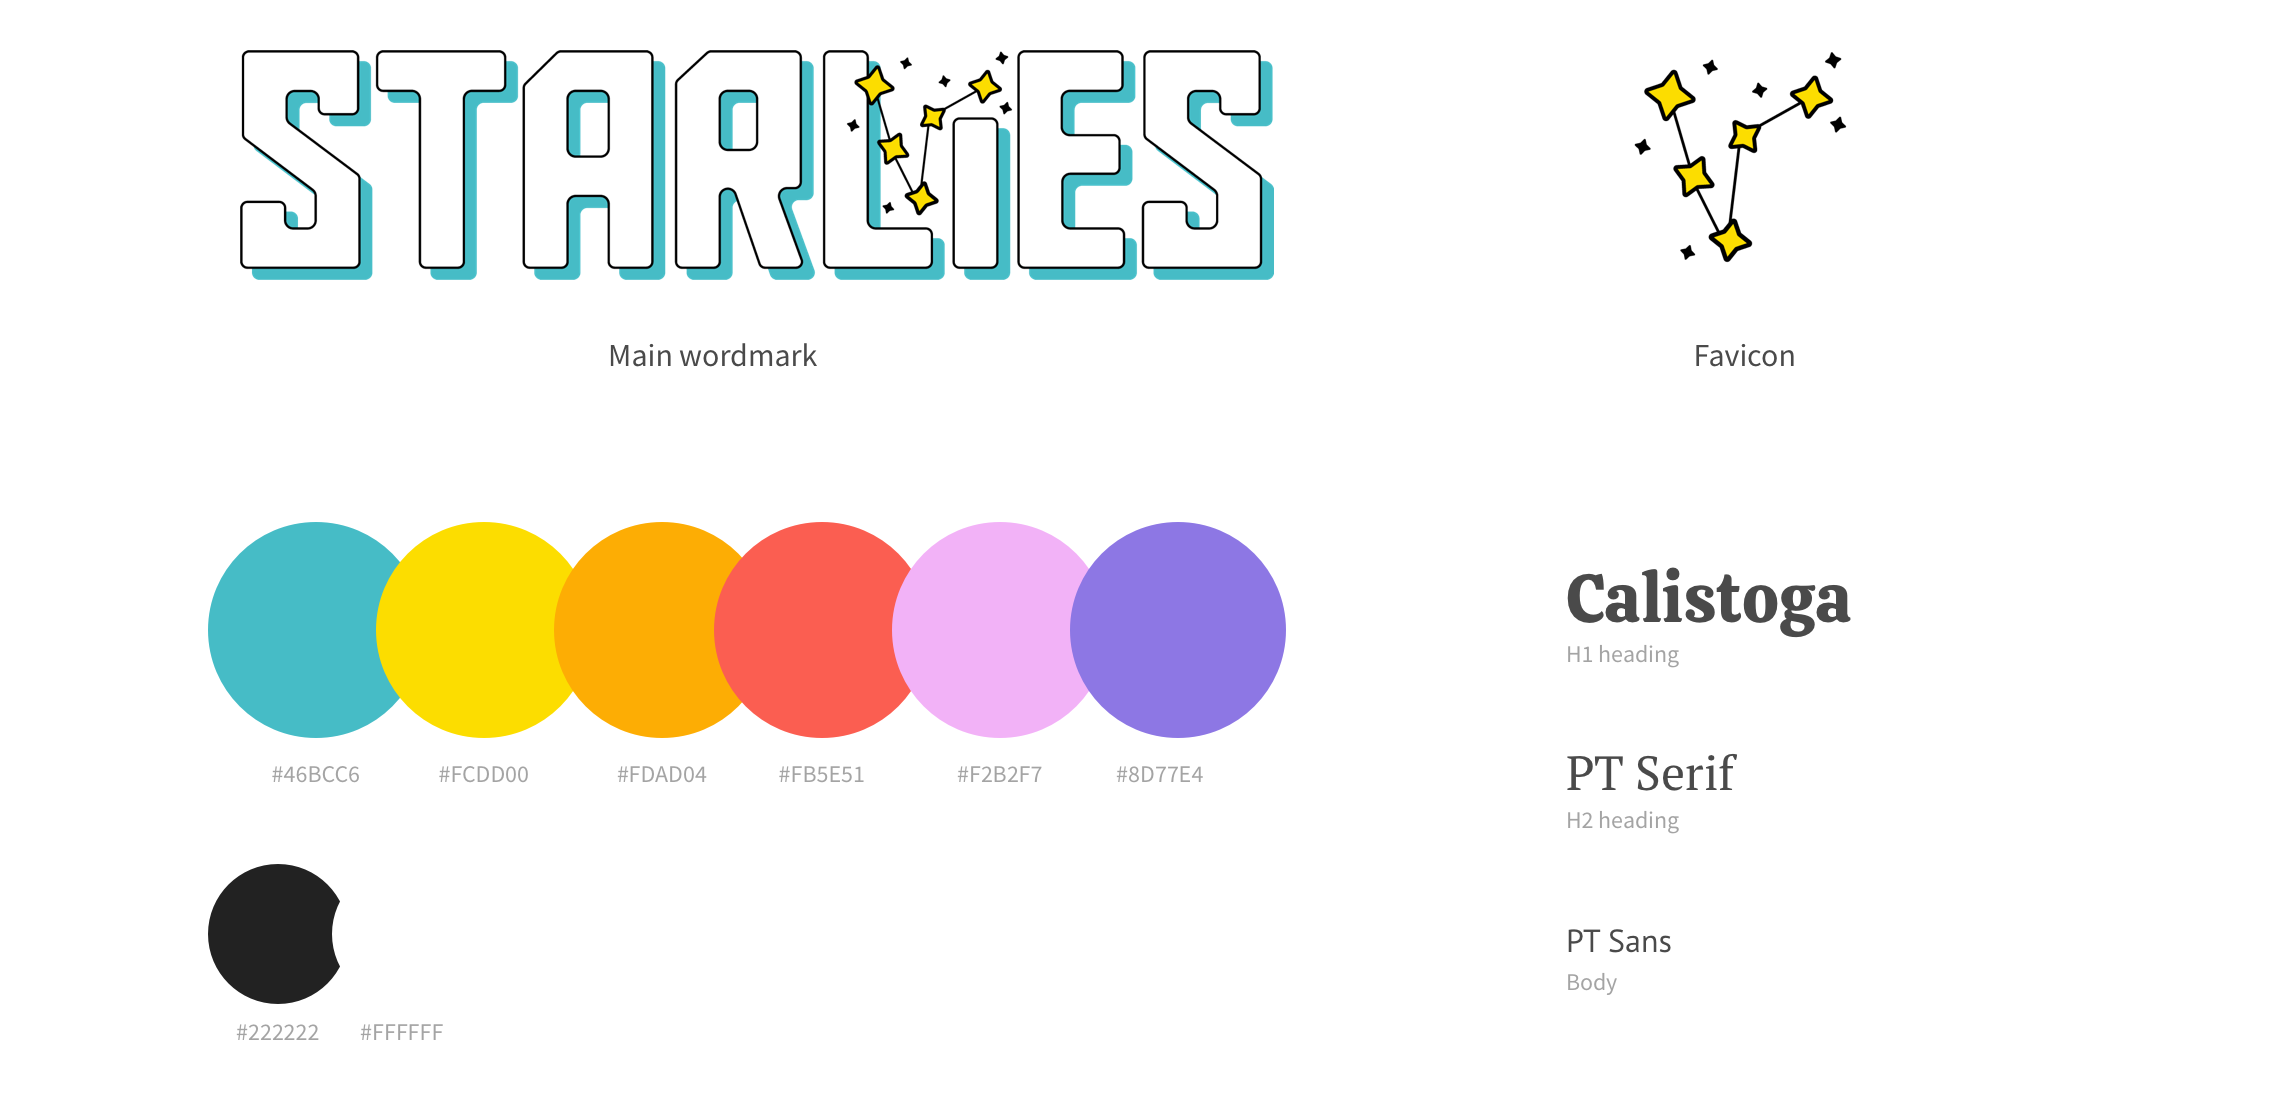 STARLiES
Main wordmark
Favicon
#46BCC6 #FCDD00 #FDAD04 #FB5E51 #F2B2F7 #8D77E4
#222222 #FFFFFF
Calistoga
H1 heading
PT Serif
H2 heading
PT Sans
Body